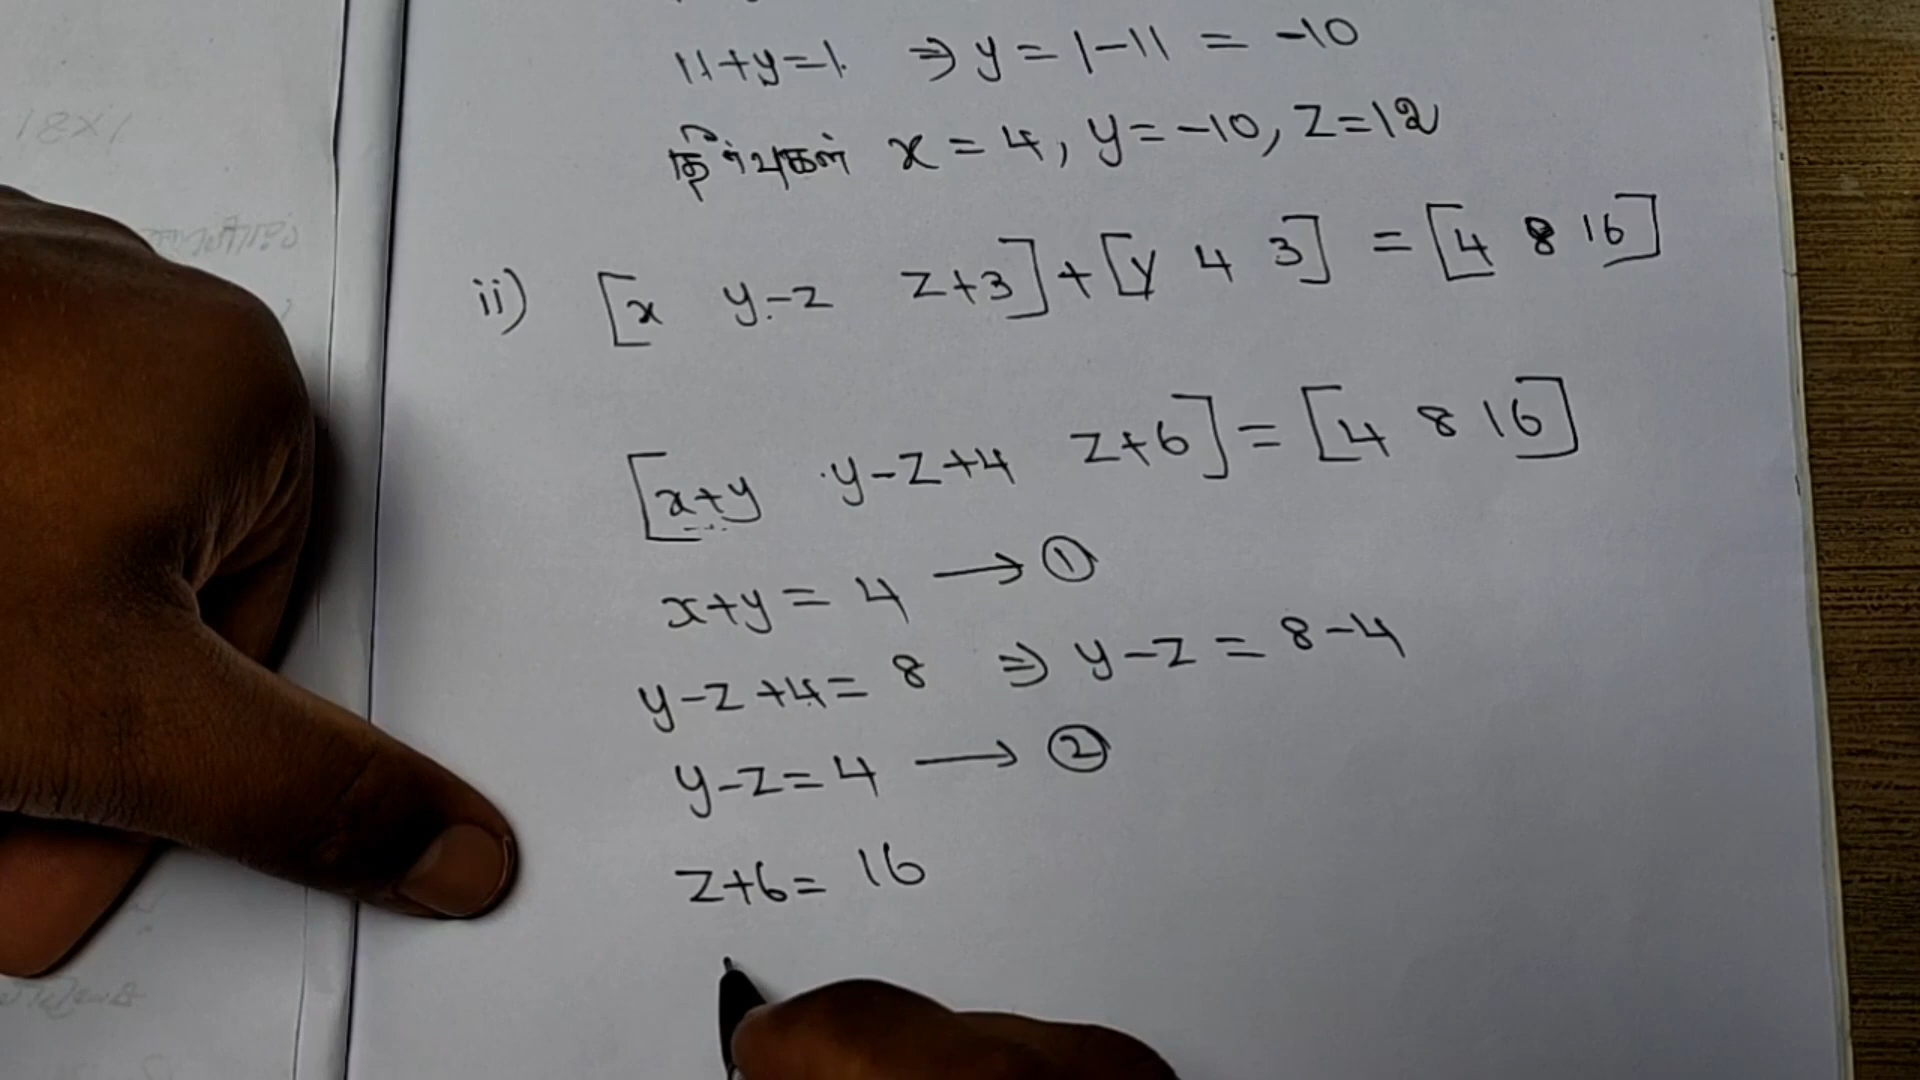 11+y=1 ⇒ y = 1-11 = -10
தீர்வுகள் x = 4, y = -10, z = 12
ii) [x y-z z+3] + [y 4 3] = [4 8 16]
[x+y y-z+4 z+6] = [4 8 16]
x+y = 4 → ①
y-z+4 = 8 ⇒ y-z = 8-4
y-z = 4 → ②
z+6 = 16